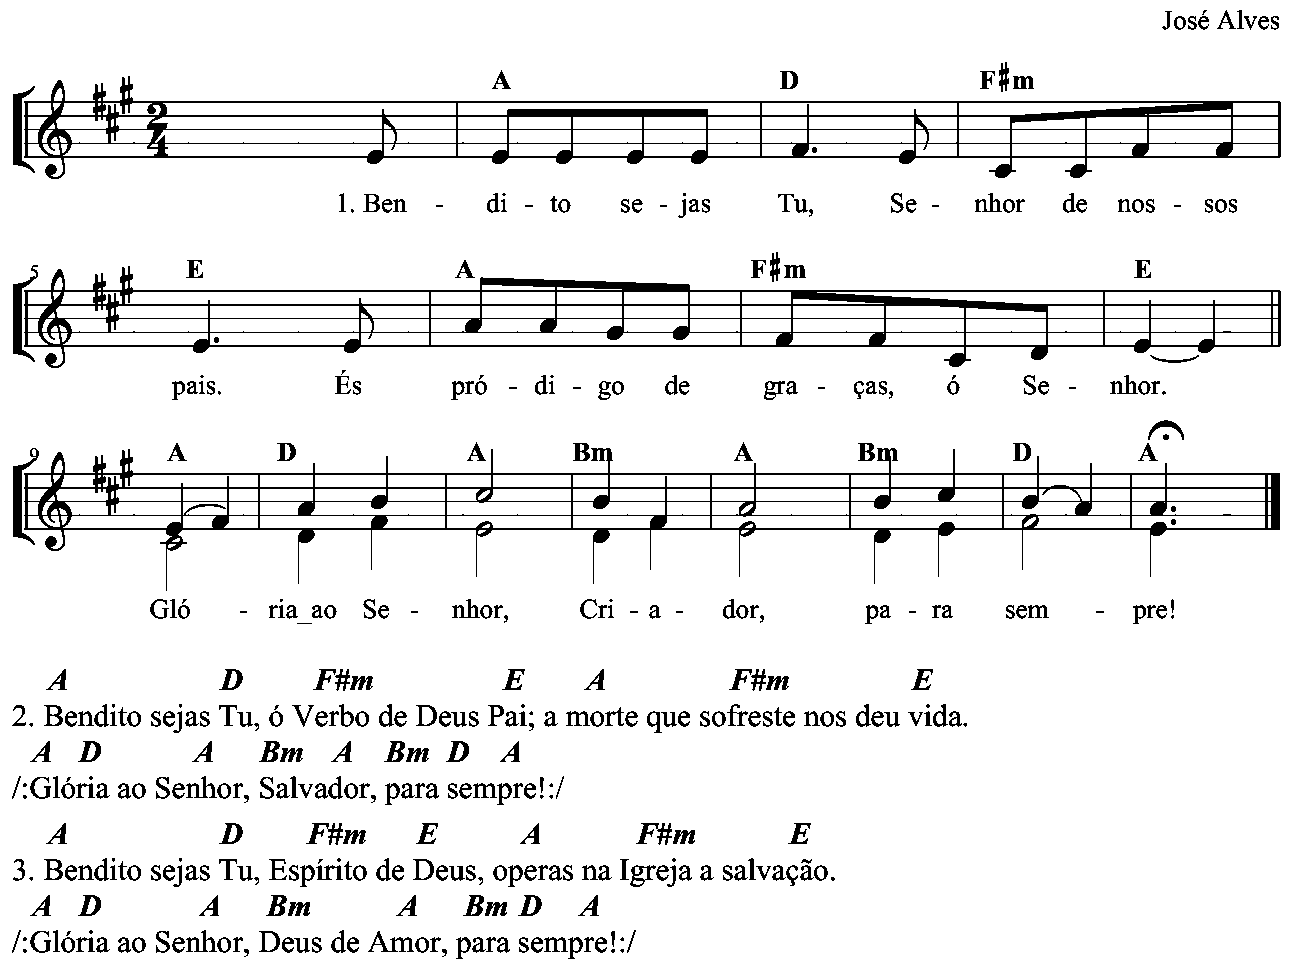 José Alves
A D F#m
2/4
1. Ben - di - to se - jas Tu, Se - nhor de nos - sos
5 E A F#m E
pais. És pró - di - go de gra - ças, ó Se - nhor.
9 A D A Bm A Bm D A
Gló - ria_ao Se - nhor, Cri - a - dor, pa - ra sem - pre!
A D F#m E A F#m E
2. Bendito sejas Tu, ó Verbo de Deus Pai; a morte que sofreste nos deu vida.
A D A Bm A Bm D A
/:Glória ao Senhor, Salvador, para sempre!:/
A D F#m E A F#m E
3. Bendito sejas Tu, Espírito de Deus, operas na Igreja a salvação.
A D A Bm A Bm D A
/:Glória ao Senhor, Deus de Amor, para sempre!:/